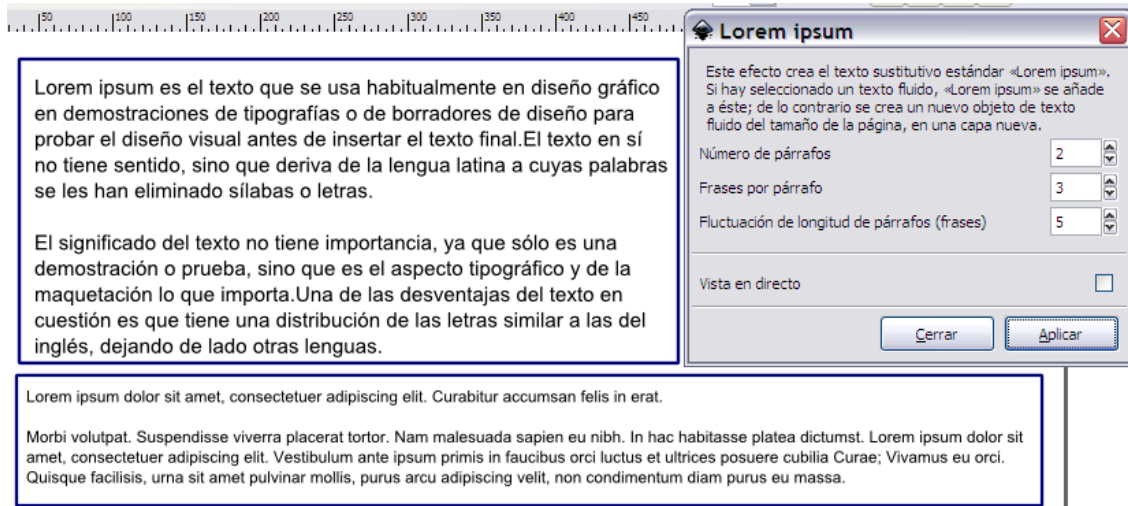 50 100 150 200 250 300 350 400 450
Lorem ipsum
Lorem ipsum es el texto que se usa habitualmente en diseño gráfico
en demostraciones de tipografías o de borradores de diseño para
probar el diseño visual antes de insertar el texto final.El texto en sí
no tiene sentido, sino que deriva de la lengua latina a cuyas palabras
se les han eliminado sílabas o letras.
El significado del texto no tiene importancia, ya que sólo es una
demostración o prueba, sino que es el aspecto tipográfico y de la
maquetación lo que importa.Una de las desventajas del texto en
cuestión es que tiene una distribución de las letras similar a las del
inglés, dejando de lado otras lenguas.
Este efecto crea el texto sustitutivo estándar «Lorem ipsum».
Si hay seleccionado un texto fluido, «Lorem ipsum» se añade
a éste; de lo contrario se crea un nuevo objeto de texto
fluido del tamaño de la página, en una capa nueva.
Número de párrafos 2
Frases por párrafo 3
Fluctuación de longitud de párrafos (frases) 5
Vista en directo
Cerrar Aplicar
Lorem ipsum dolor sit amet, consectetuer adipiscing elit. Curabitur accumsan felis in erat.
Morbi volutpat. Suspendisse viverra placerat tortor. Nam malesuada sapien eu nibh. In hac habitasse platea dictumst. Lorem ipsum dolor sit
amet, consectetuer adipiscing elit. Vestibulum ante ipsum primis in faucibus orci luctus et ultrices posuere cubilia Curae; Vivamus eu orci.
Quisque facilisis, urna sit amet pulvinar mollis, purus arcu adipiscing velit, non condimentum diam purus eu massa.